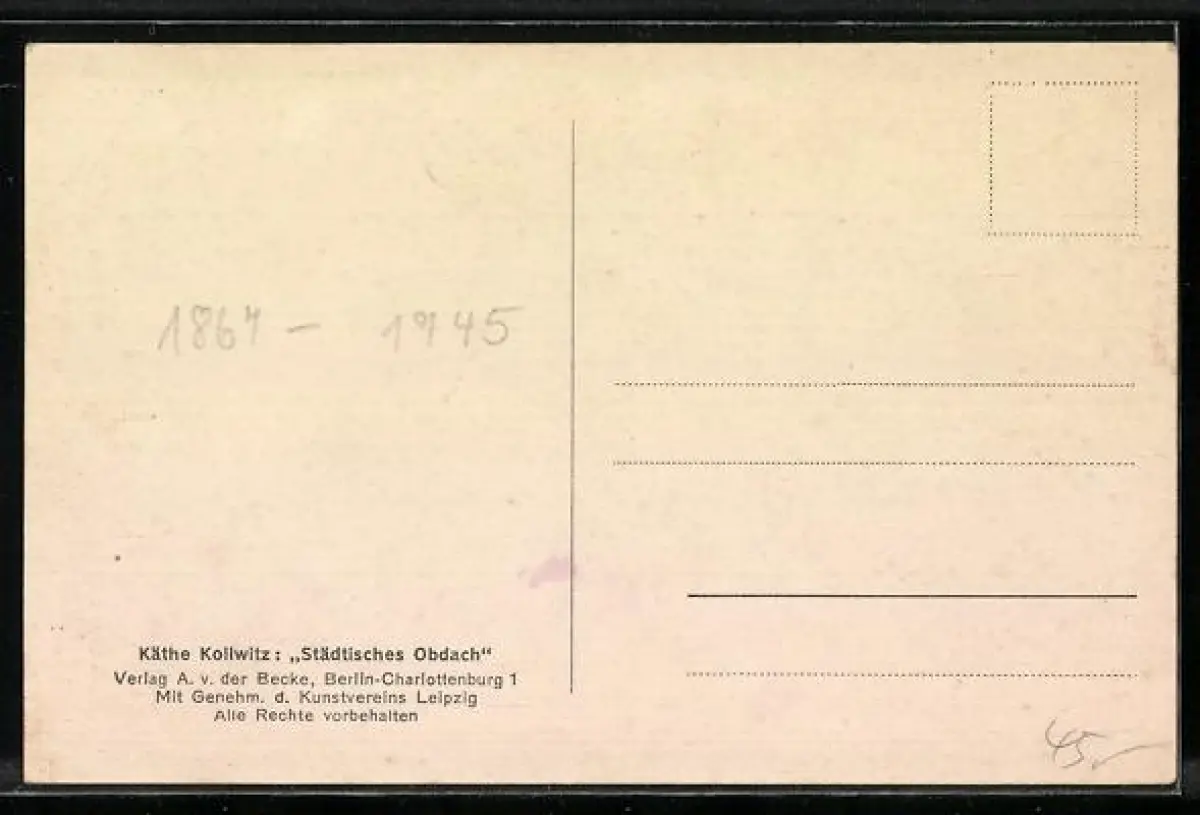 1867 - 1945
Käthe Kollwitz: „Städtisches Obdach“
Verlag A. v. der Becke, Berlin-Charlottenburg 1
Mit Genehm. d. Kunstvereins Leipzig
Alle Rechte vorbehalten
45,-